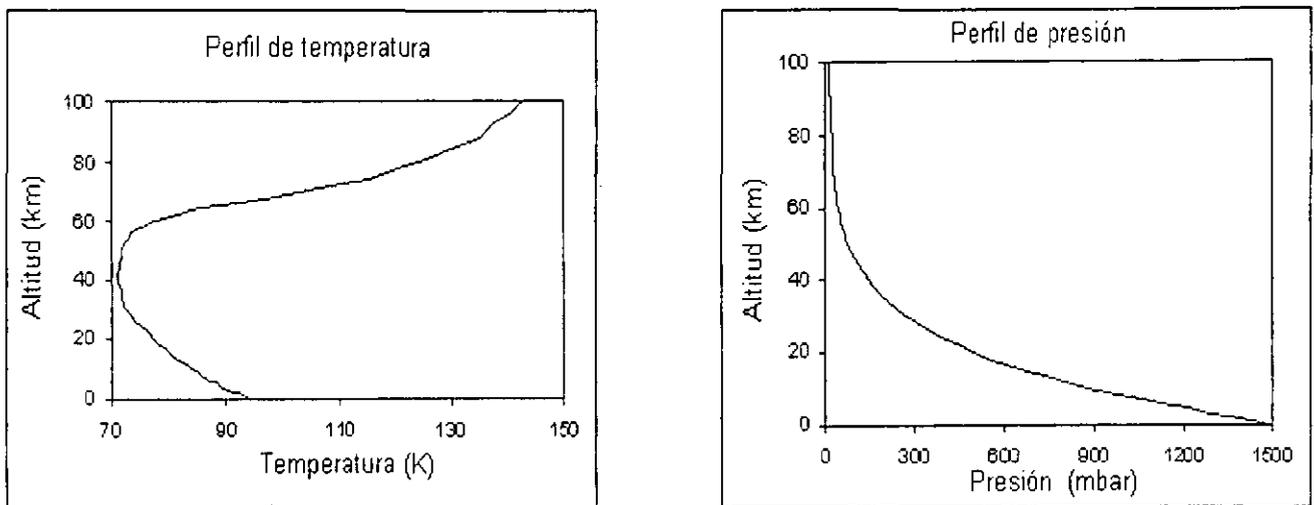 Perfil de temperatura
Altitud (km)
100
80
60
40
20
0
70 90 110 130 150
Temperatura (K)
Perfil de presión
Altitud (km)
100
80
60
40
20
0
0 300 600 900 1200 1500
Presión (mbar)